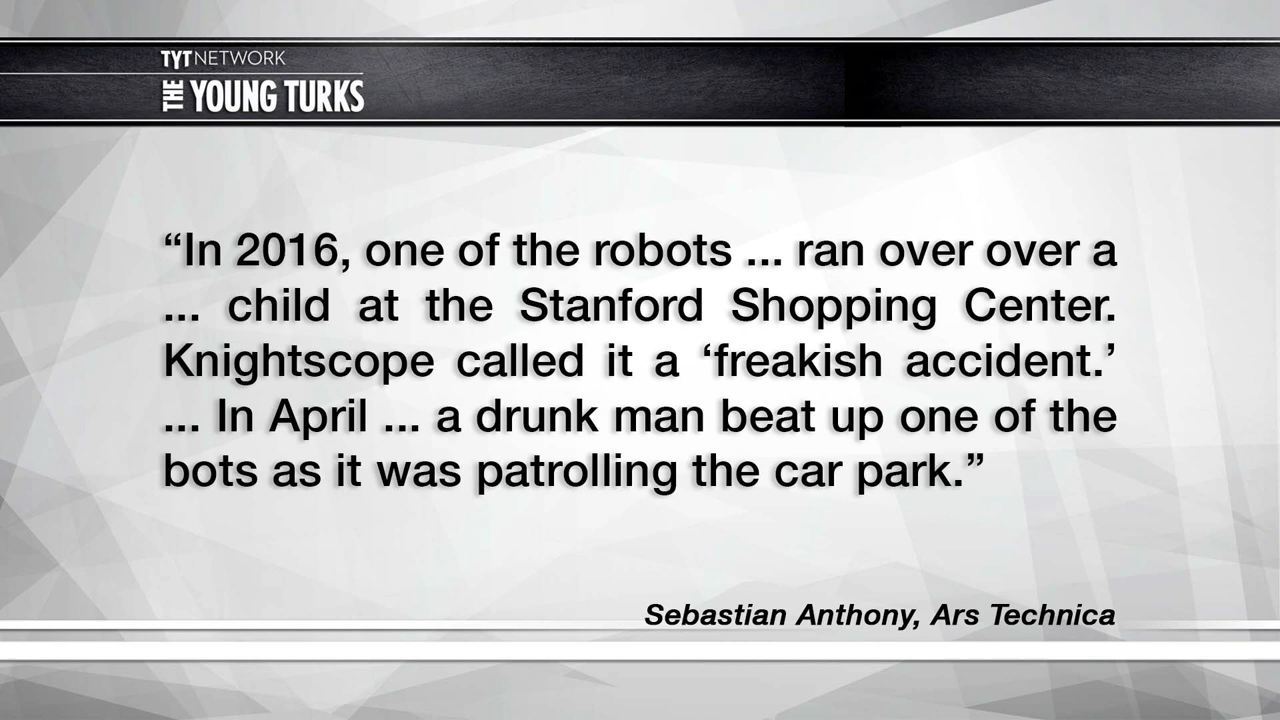 TYT NETWORK
THE YOUNG TURKS
“In 2016, one of the robots ... ran over over a
... child at the Stanford Shopping Center.
Knightscope called it a ‘freakish accident.’
... In April ... a drunk man beat up one of the
bots as it was patrolling the car park.”
Sebastian Anthony, Ars Technica